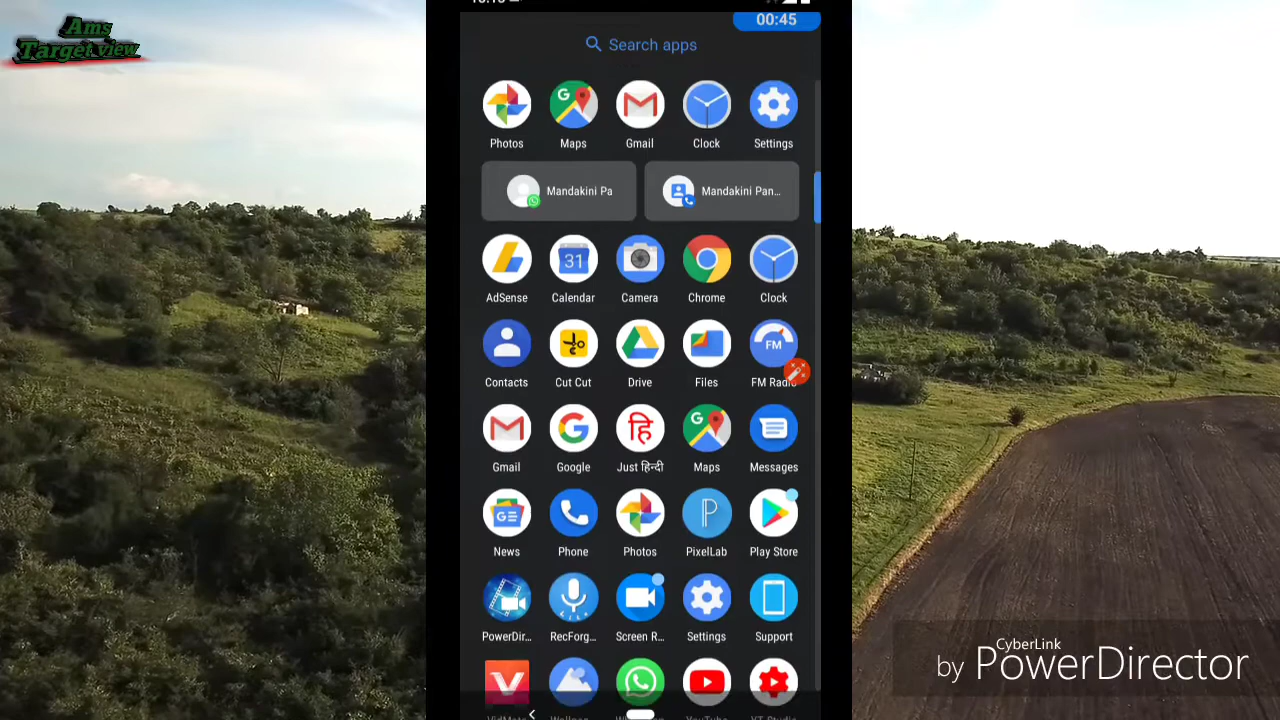 Ams
Target view
00:45
Search apps
Photos
Maps
Gmail
Clock
Settings
Mandakini Pa
Mandakini Pan...
AdSense
Calendar
Camera
Chrome
Clock
31
Contacts
Cut Cut
Drive
Files
FM Radio
FM
Gmail
Google
Just हिन्दी
Maps
Messages
हि
News
Phone
Photos
PixelLab
Play Store
PowerDir...
RecForg...
Screen R...
Settings
Support
CyberLink
by PowerDirector